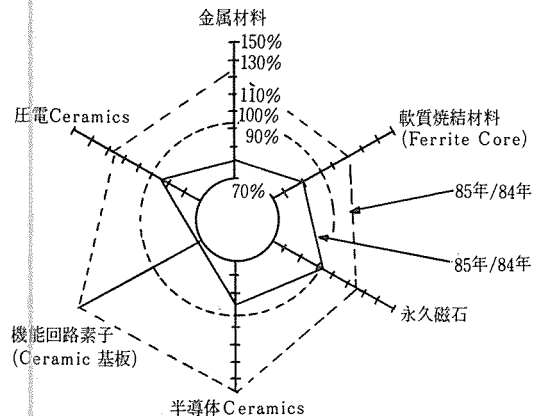 金属材料
150%
130%
110%
100%
90%
70%
圧電Ceramics
軟質焼結材料
(Ferrite Core)
85年/84年
85年/84年
永久磁石
機能回路素子
(Ceramic 基板)
半導体Ceramics